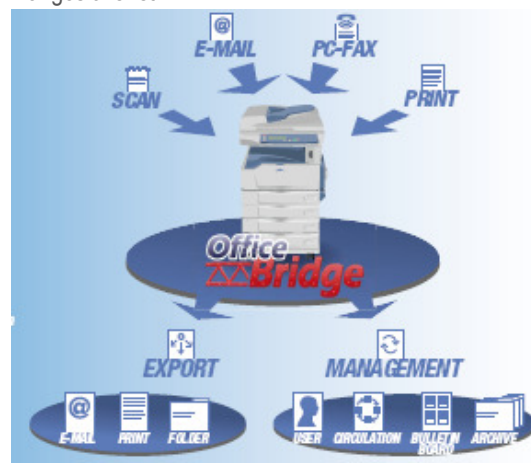 E-MAIL PC-FAX
SCAN PRINT
Office
Bridge
EXPORT MANAGEMENT
@
E-MAIL PRINT FOLDER
USER CIRCULATION BULLETIN BOARD ARCHIVE